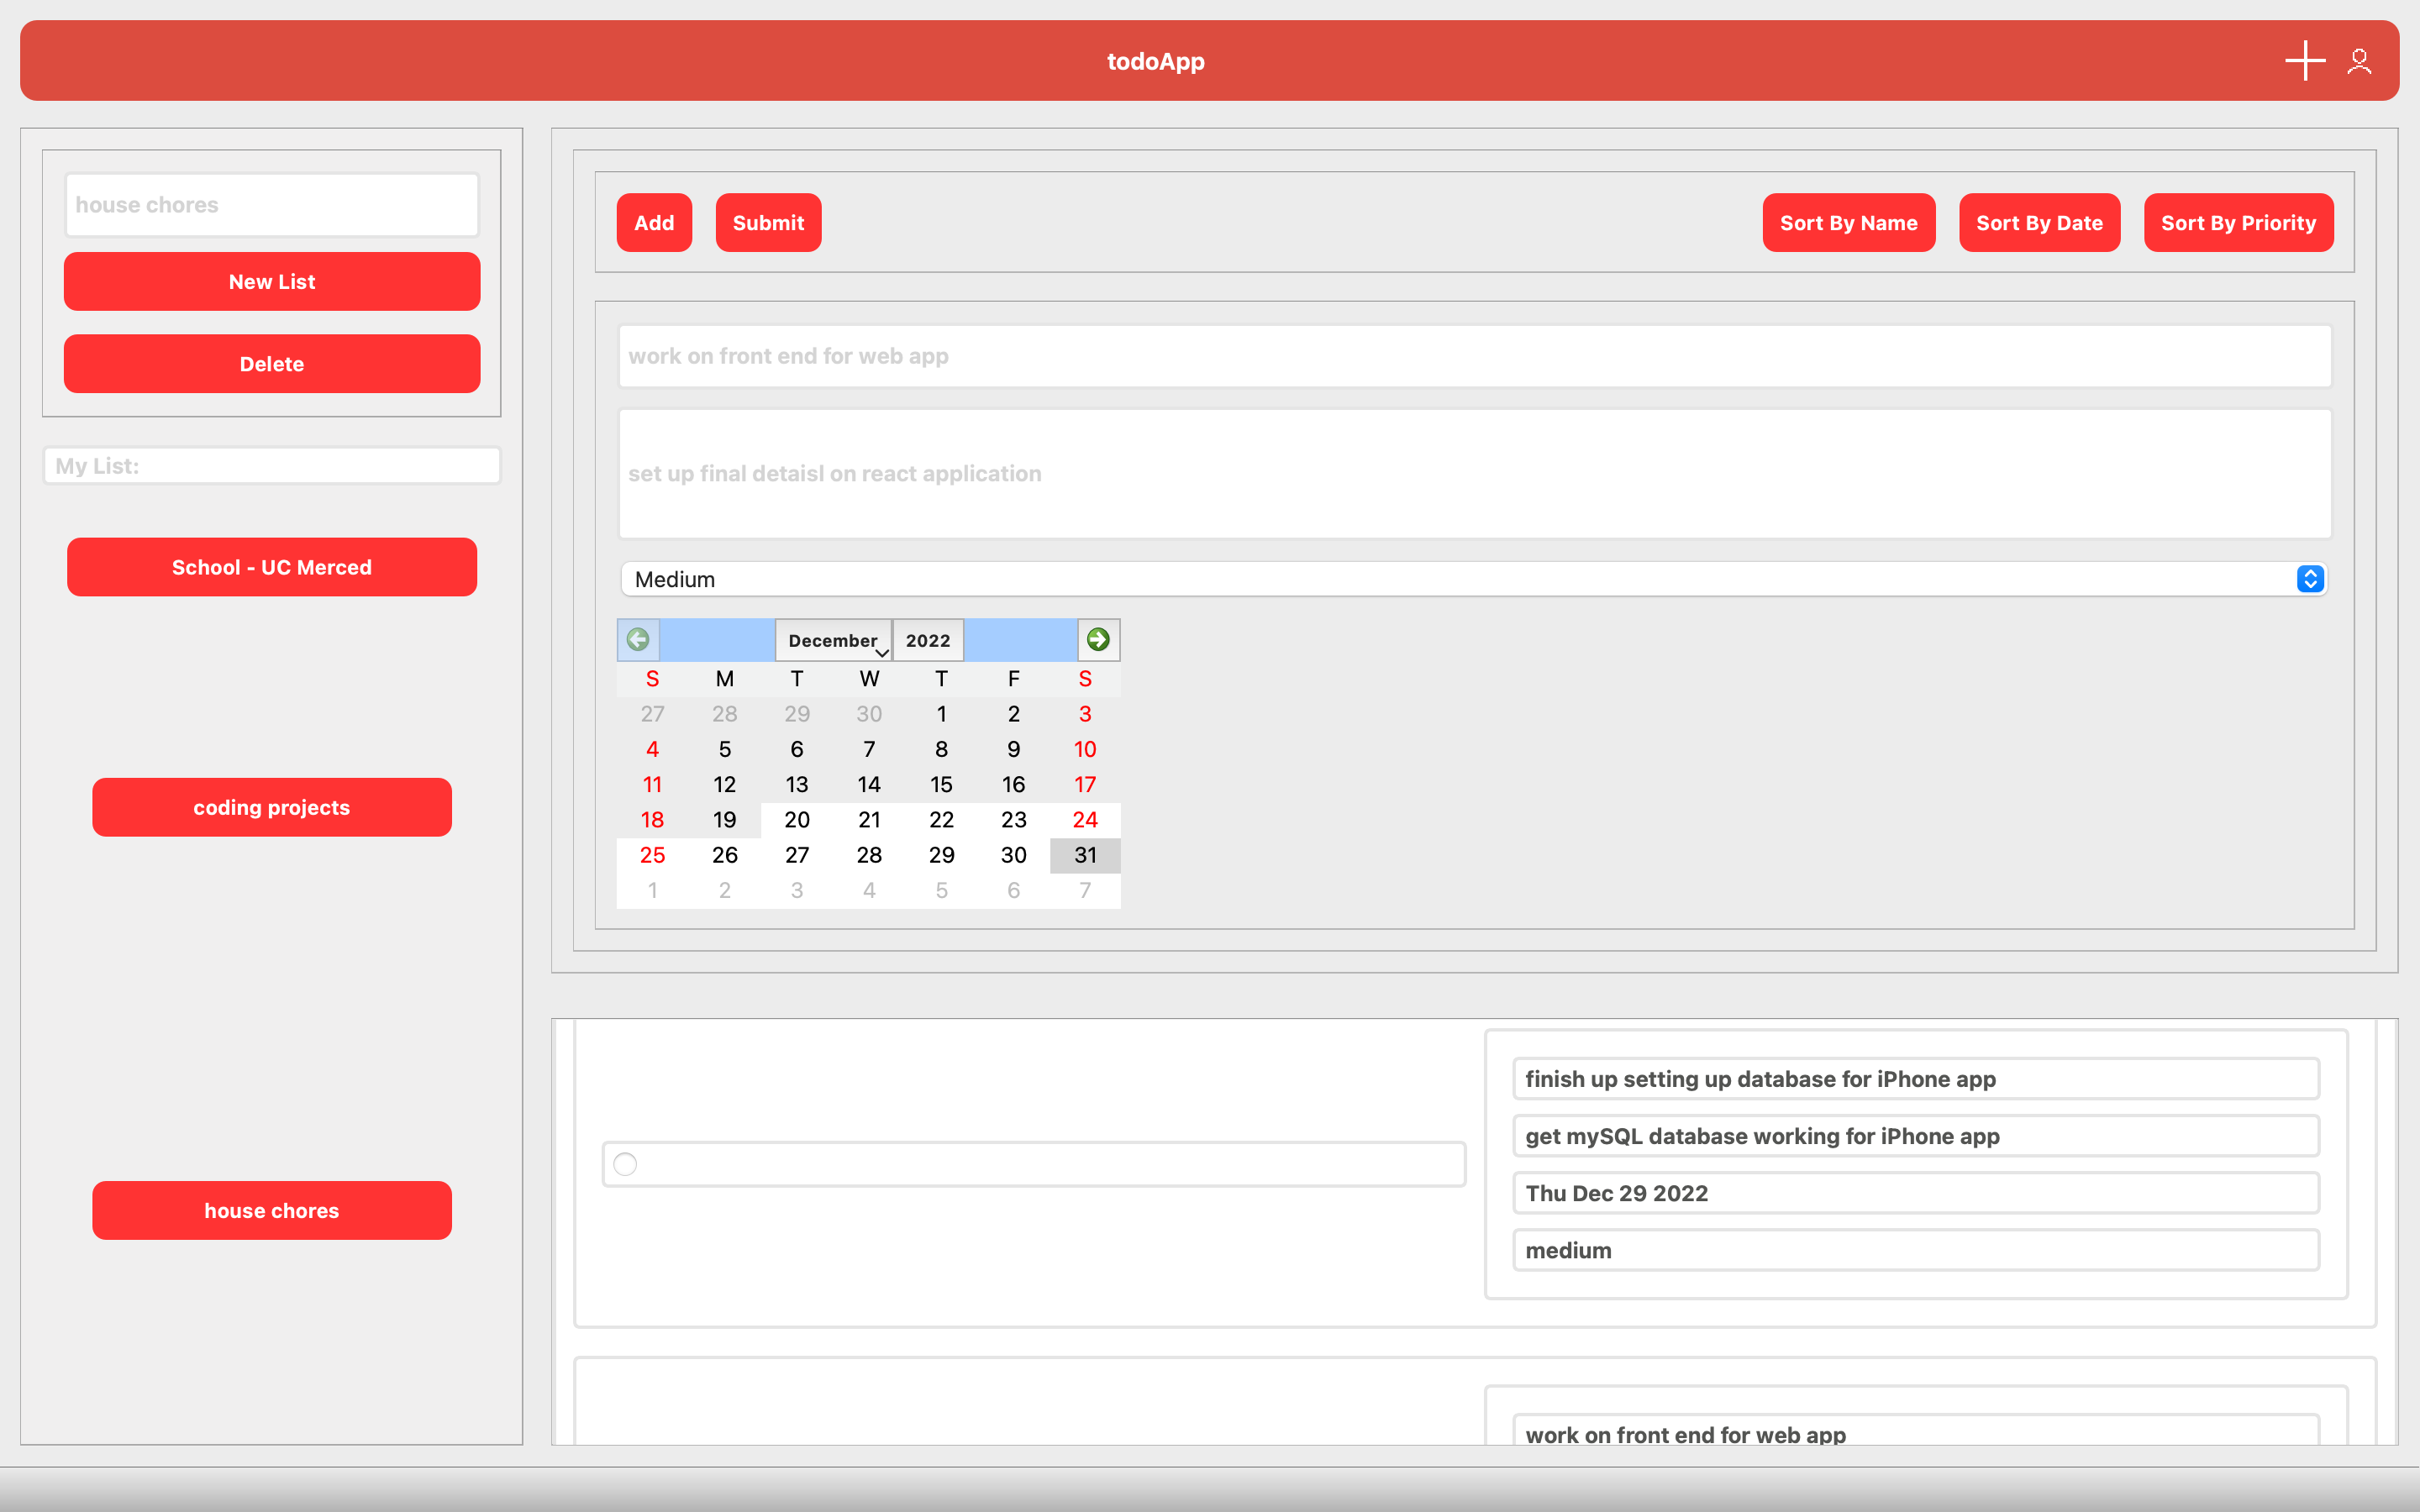 todoApp
house chores
New List
Delete
My List:
School - UC Merced
coding projects
house chores
Add Submit Sort By Name Sort By Date Sort By Priority
work on front end for web app
set up final detaisl on react application
Medium
December 2022
S M T W T F S
27 28 29 30 1 2 3
4 5 6 7 8 9 10
11 12 13 14 15 16 17
18 19 20 21 22 23 24
25 26 27 28 29 30 31
1 2 3 4 5 6 7
finish up setting up database for iPhone app
get mySQL database working for iPhone app
Thu Dec 29 2022
medium
work on front end for web app